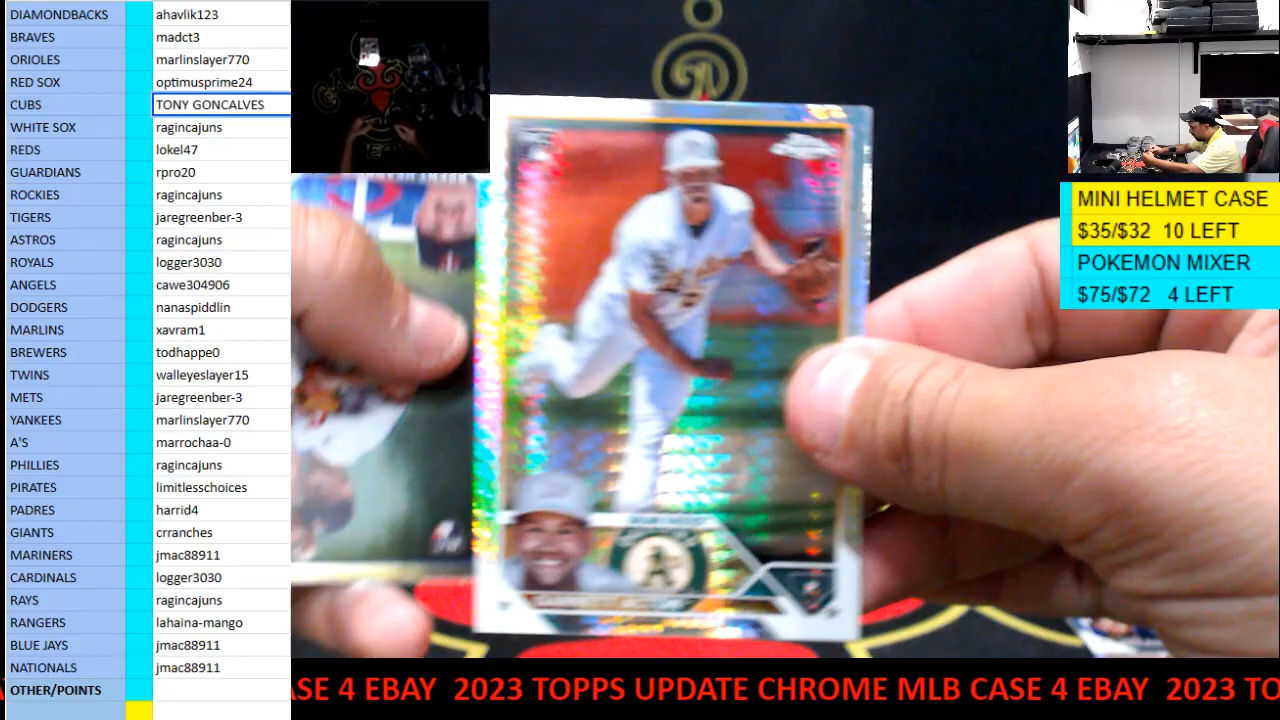 DIAMONDBACKS ahavlik123
BRAVES madct3
ORIOLES marlinslayer770
RED SOX optimusprime24
CUBS TONY GONCALVES
WHITE SOX ragincajuns
REDS lokel47
GUARDIANS rpro20
ROCKIES ragincajuns
TIGERS jaregreenber-3
ASTROS ragincajuns
ROYALS logger3030
ANGELS cawe304906
DODGERS nanaspiddlin
MARLINS xavram1
BREWERS todhappe0
TWINS walleyeslayer15
METS jaregreenber-3
YANKEES marlinslayer770
A'S marrochaa-0
PHILLIES ragincajuns
PIRATES limitlesschoices
PADRES harrid4
GIANTS crranches
MARINERS jmac88911
CARDINALS logger3030
RAYS ragincajuns
RANGERS lahaina-mango
BLUE JAYS jmac88911
NATIONALS jmac88911
OTHER/POINTS
MINI HELMET CASE
$35/$32 10 LEFT
POKEMON MIXER
$75/$72 4 LEFT
ASE 4 EBAY 2023 TOPPS UPDATE CHROME MLB CASE 4 EBAY 2023 TO